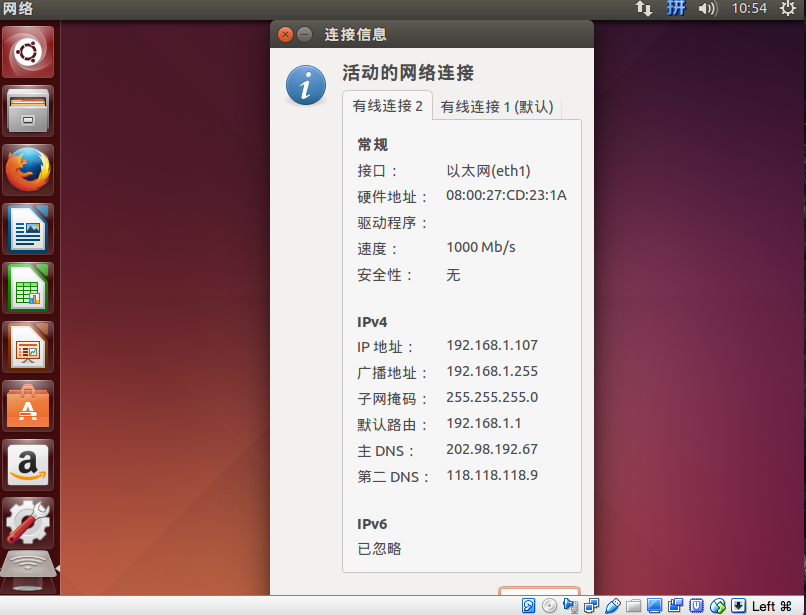 网络
拼
10:54
连接信息
活动的网络连接
有线连接 2
有线连接 1 (默认)
常规
接口： 以太网(eth1)
硬件地址： 08:00:27:CD:23:1A
驱动程序：
速度： 1000 Mb/s
安全性： 无
IPv4
IP 地址： 192.168.1.107
广播地址： 192.168.1.255
子网掩码： 255.255.255.0
默认路由： 192.168.1.1
主 DNS： 202.98.192.67
第二 DNS： 118.118.118.9
IPv6
已忽略
Left ⌘